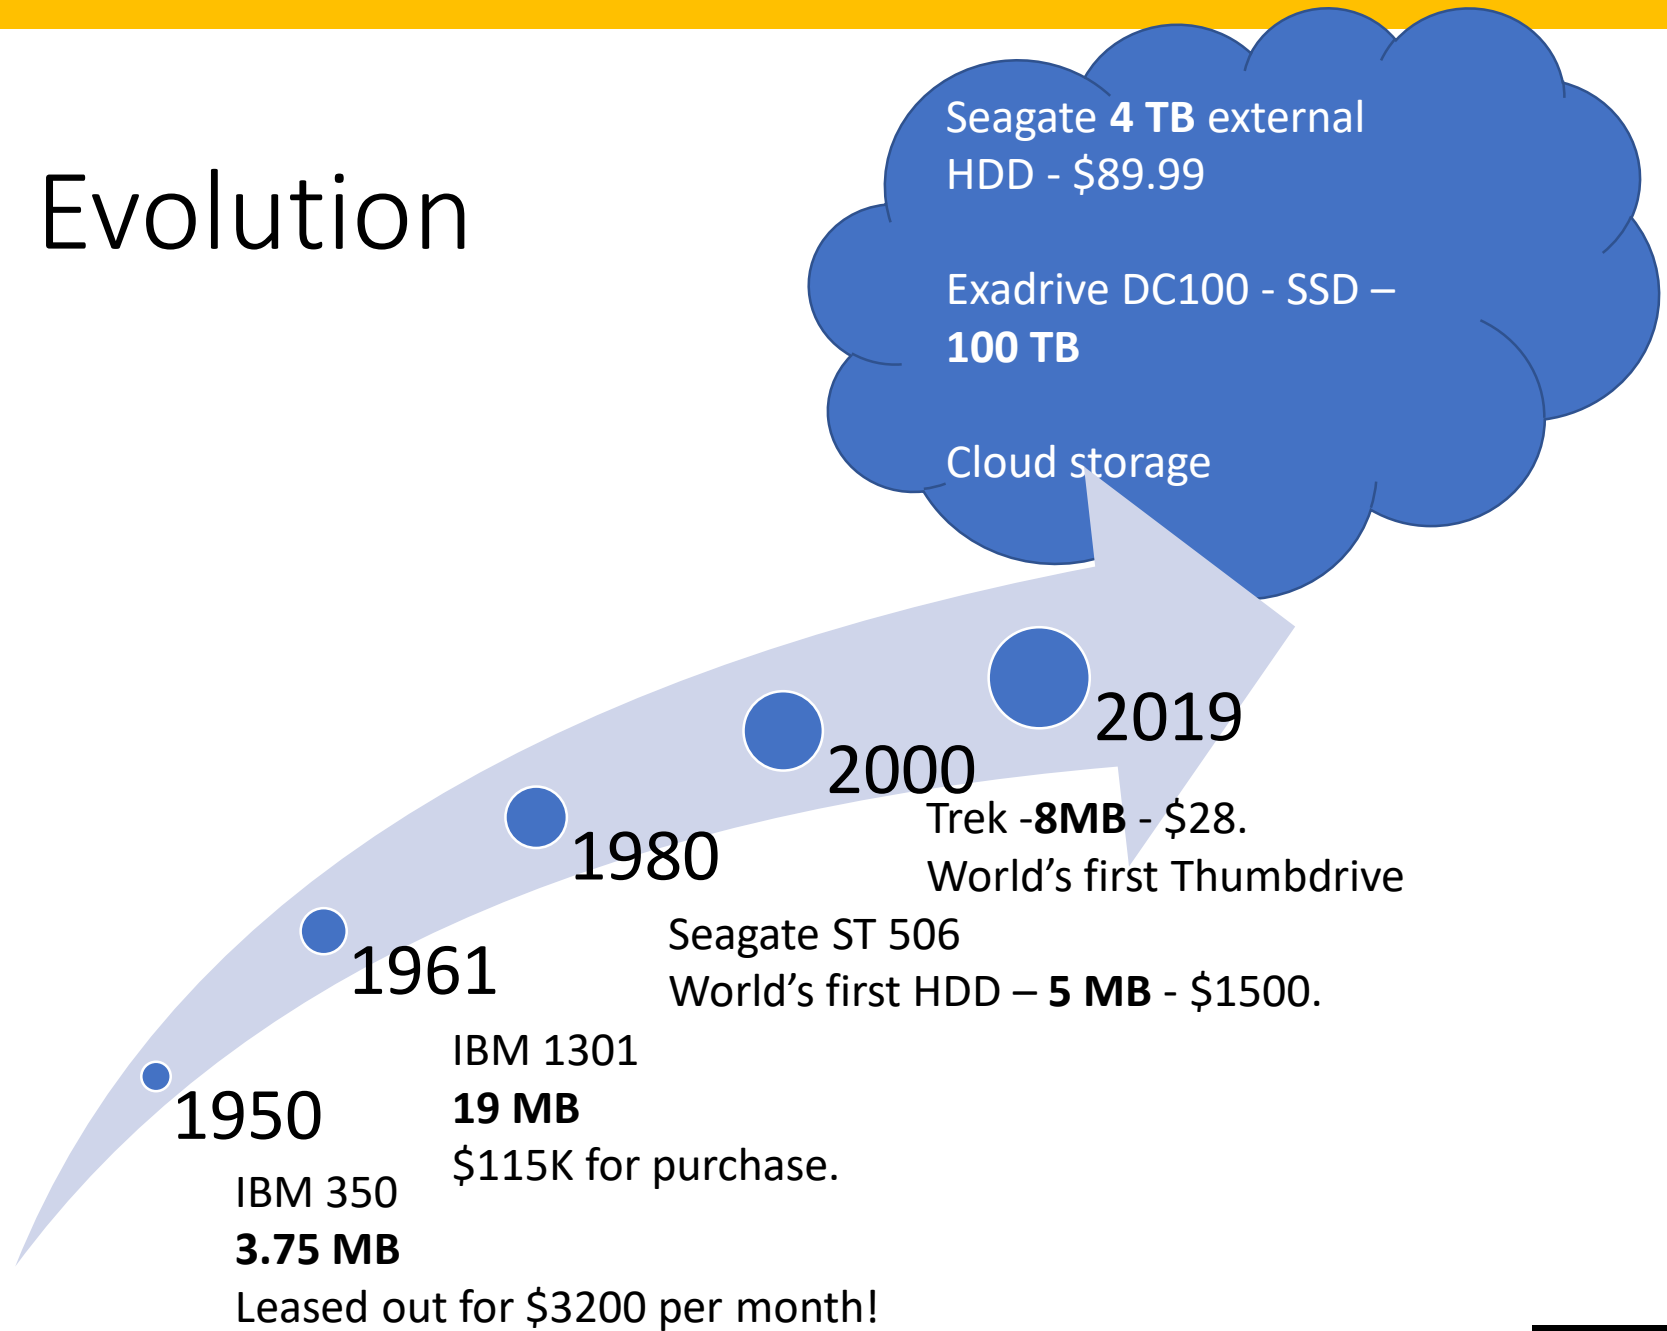 Evolution
Seagate 4 TB external
HDD - $89.99
Exadrive DC100 - SSD –
100 TB
Cloud storage
2019
2000
Trek -8MB - $28.
World’s first Thumbdrive
1980
Seagate ST 506
World’s first HDD – 5 MB - $1500.
1961
IBM 1301
19 MB
$115K for purchase.
1950
IBM 350
3.75 MB
Leased out for $3200 per month!